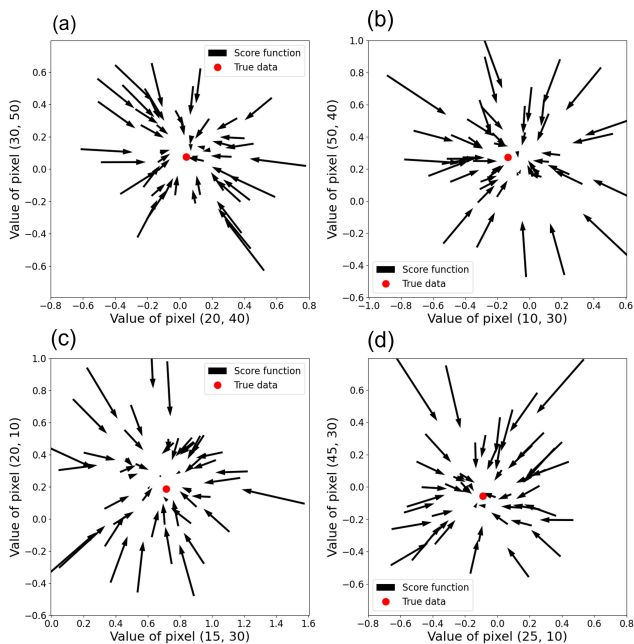 (a)
Score function
True data
0.6
0.4
0.2
0.0
−0.2
−0.4
−0.6
Value of pixel (30, 50)
−0.8 −0.6 −0.4 −0.2 0.0 0.2 0.4 0.6 0.8
Value of pixel (20, 40)
(b)
1.0
0.8
0.6
0.4
0.2
0.0
−0.2
−0.4
−0.6
Value of pixel (50, 40)
Score function
True data
−1.0 −0.8 −0.6 −0.4 −0.2 0.0 0.2 0.4 0.6
Value of pixel (10, 30)
(c)
Score function
True data
1.0
0.8
0.6
0.4
0.2
0.0
−0.2
−0.4
−0.6
Value of pixel (20, 10)
0.0 0.2 0.4 0.6 0.8 1.0 1.2 1.4 1.6
Value of pixel (15, 30)
(d)
0.8
0.6
0.4
0.2
0.0
−0.2
−0.4
−0.6
−0.8
Value of pixel (45, 30)
Score function
True data
−0.8 −0.6 −0.4 −0.2 0.0 0.2 0.4 0.6 0.8
Value of pixel (25, 10)